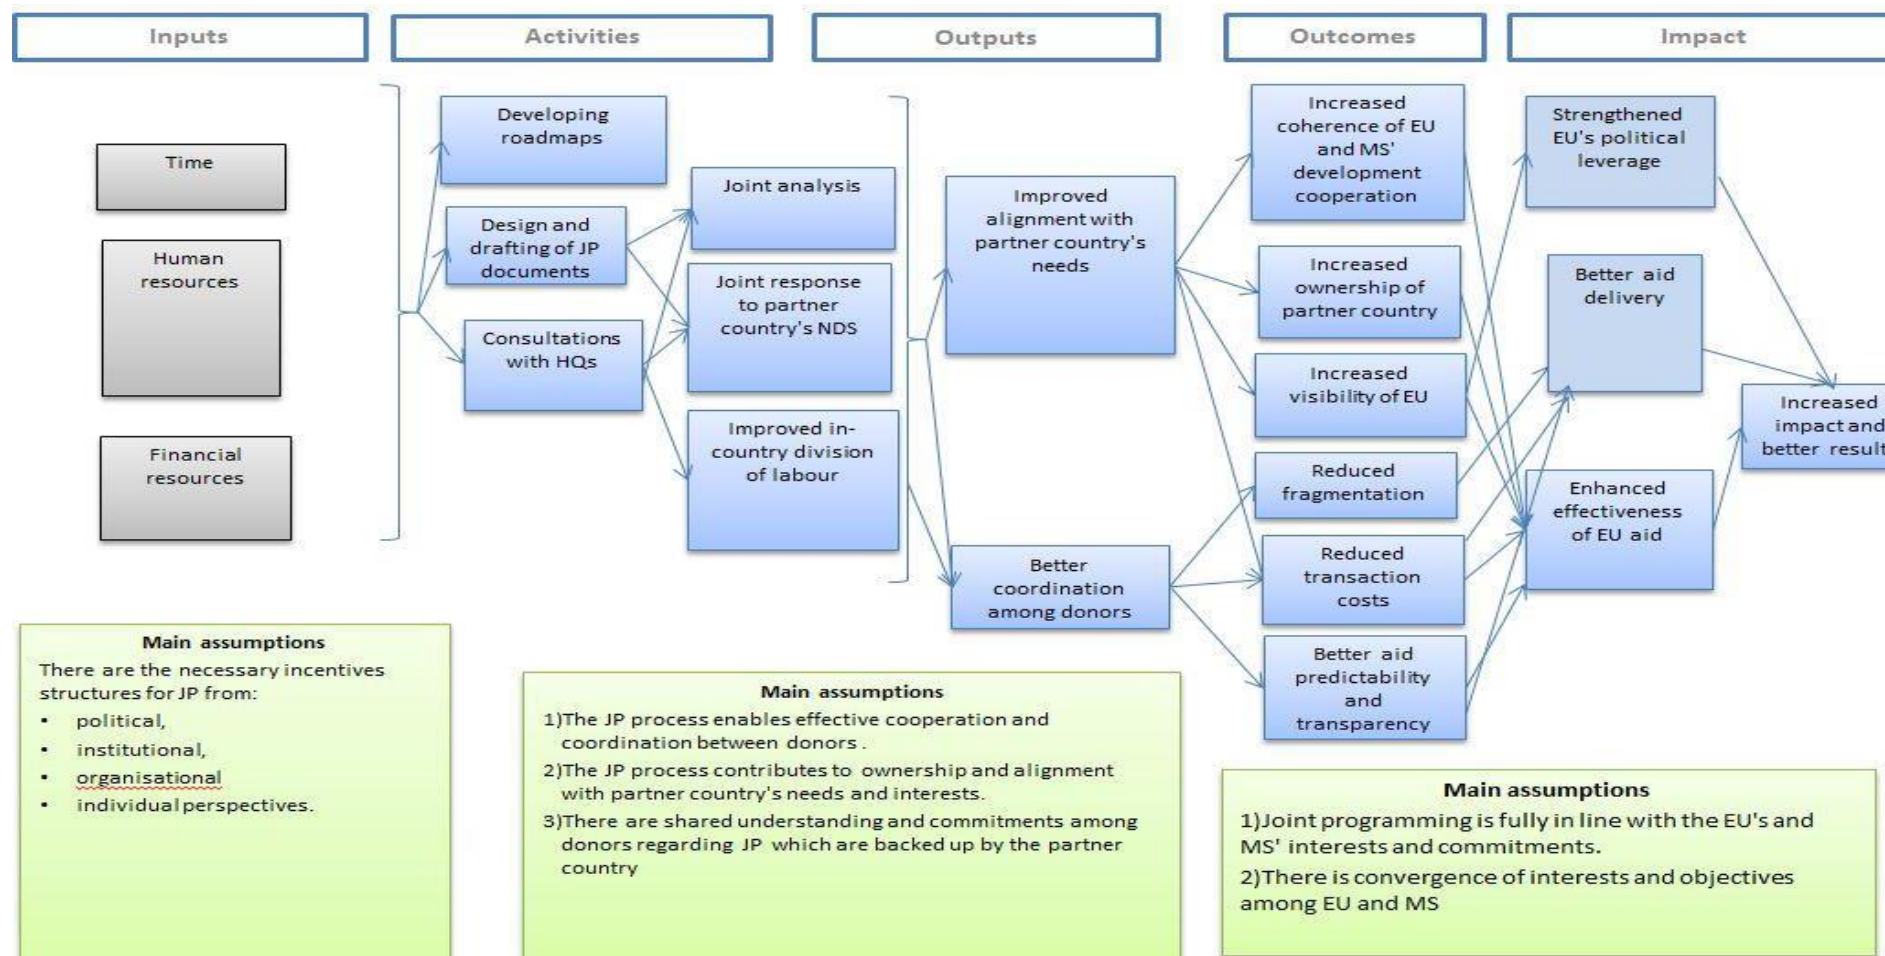 Inputs
Activities
Outputs
Outcomes
Impact
Time
Human
resources
Financial
resources
Developing
roadmaps
Design and
drafting of JP
documents
Consultations
with HQs
Joint analysis
Joint response
to partner
country's NDS
Improved in-
country division
of labour
Improved
alignment with
partner country's
needs
Better
coordination
among donors
Increased
coherence of EU
and MS'
development
cooperation
Increased
ownership of
partner country
Increased
visibility of EU
Reduced
fragmentation
Reduced
transaction
costs
Better aid
predictability
and
transparency
Strengthened
EU's political
leverage
Better aid
delivery
Enhanced
effectiveness
of EU aid
Increased
impact and
better result
Main assumptions
There are the necessary incentives
structures for JP from:
• political,
• institutional,
• organisational
• individual perspectives.
Main assumptions
1)The JP process enables effective cooperation and
coordination between donors .
2)The JP process contributes to ownership and alignment
with partner country's needs and interests.
3)There are shared understanding and commitments among
donors regarding JP which are backed up by the partner
country
Main assumptions
1)Joint programming is fully in line with the EU's and
MS' interests and commitments.
2)There is convergence of interests and objectives
among EU and MS